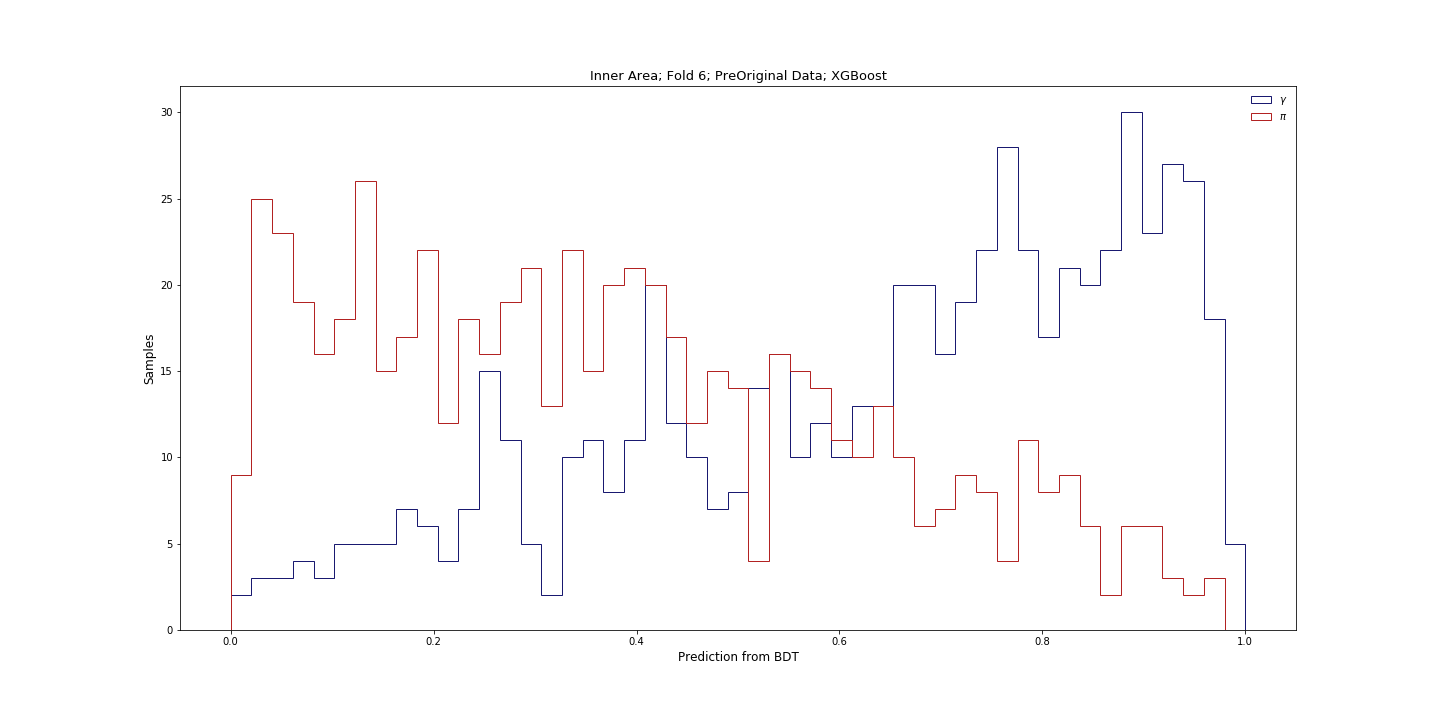 Inner Area; Fold 6; PreOriginal Data; XGBoost
γ
π
30
25
20
15
10
5
0
Samples
0.0 0.2 0.4 0.6 0.8 1.0
Prediction from BDT